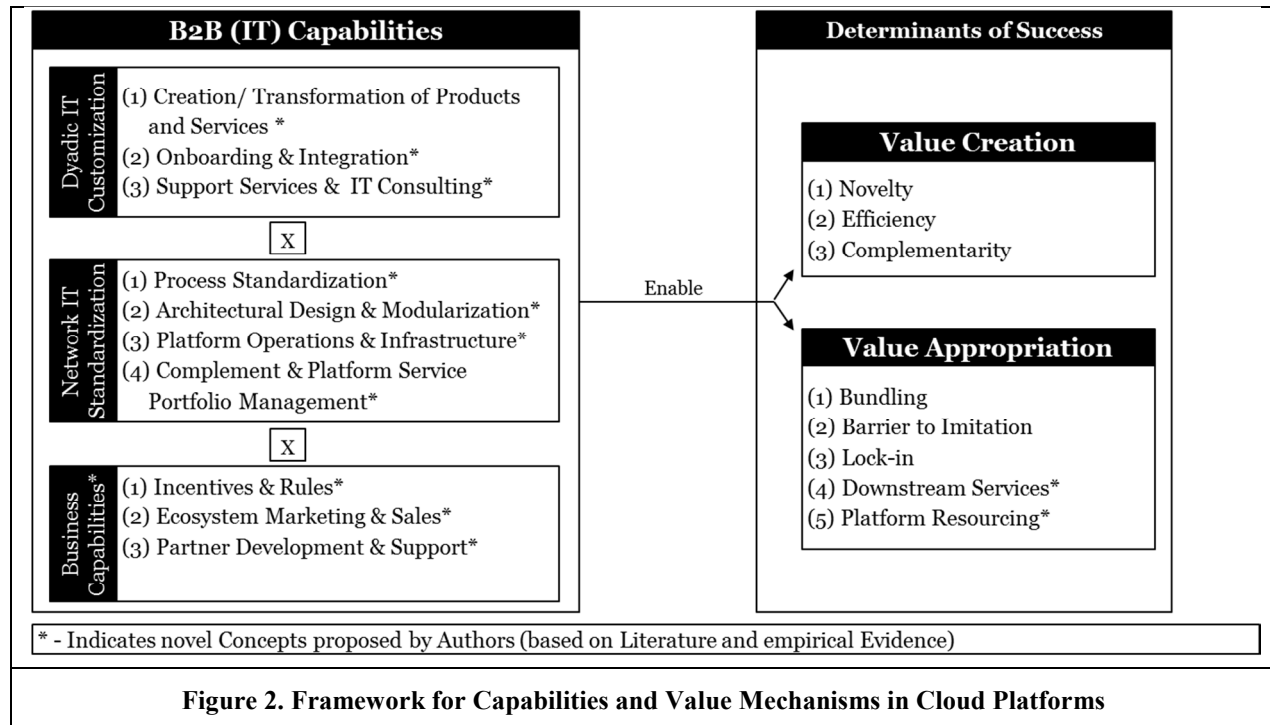 B2B (IT) Capabilities
Dyadic IT
Customization
(1) Creation/ Transformation of Products
and Services *
(2) Onboarding & Integration*
(3) Support Services & IT Consulting*
X
Network IT
Standardization
(1) Process Standardization*
(2) Architectural Design & Modularization*
(3) Platform Operations & Infrastructure*
(4) Complement & Platform Service
Portfolio Management*
X
Business
Capabilities*
(1) Incentives & Rules*
(2) Ecosystem Marketing & Sales*
(3) Partner Development & Support*
Enable
Determinants of Success
Value Creation
(1) Novelty
(2) Efficiency
(3) Complementarity
Value Appropriation
(1) Bundling
(2) Barrier to Imitation
(3) Lock-in
(4) Downstream Services*
(5) Platform Resourcing*
* - Indicates novel Concepts proposed by Authors (based on Literature and empirical Evidence)
Figure 2. Framework for Capabilities and Value Mechanisms in Cloud Platforms